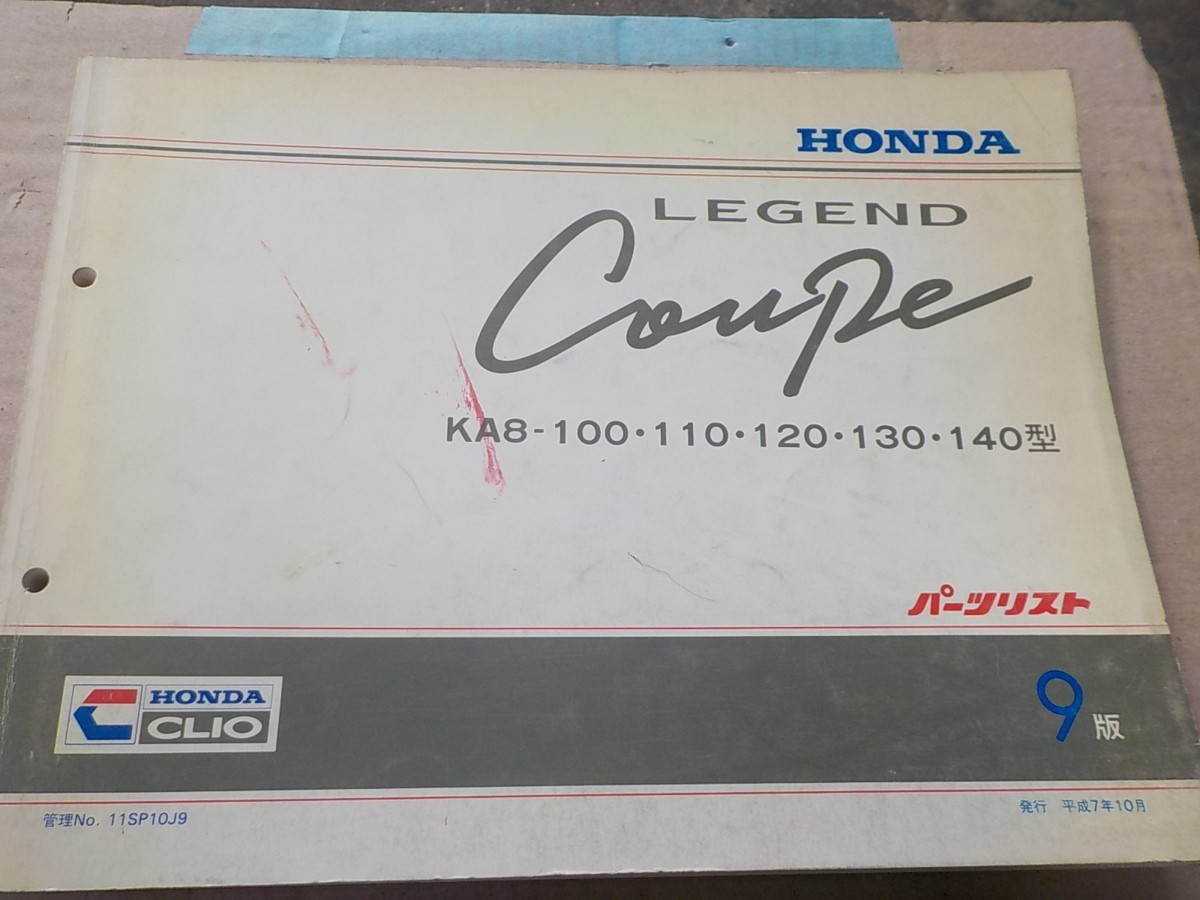 HONDA
LEGEND
Coupe
KA8-100・110・120・130・140型
パーツリスト
HONDA
CLIO
9版
管理No. 11SP10J9
発行 平成7年10月